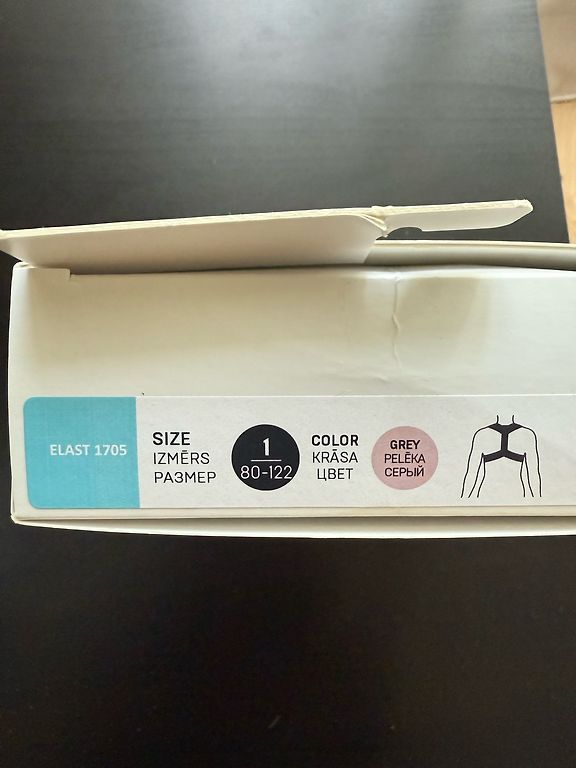 ELAST 1705
SIZE
IZMĒRS
РАЗМЕР
1
80-122
COLOR
KRĀSA
ЦВЕТ
GREY
PELĒKA
СЕРЫЙ